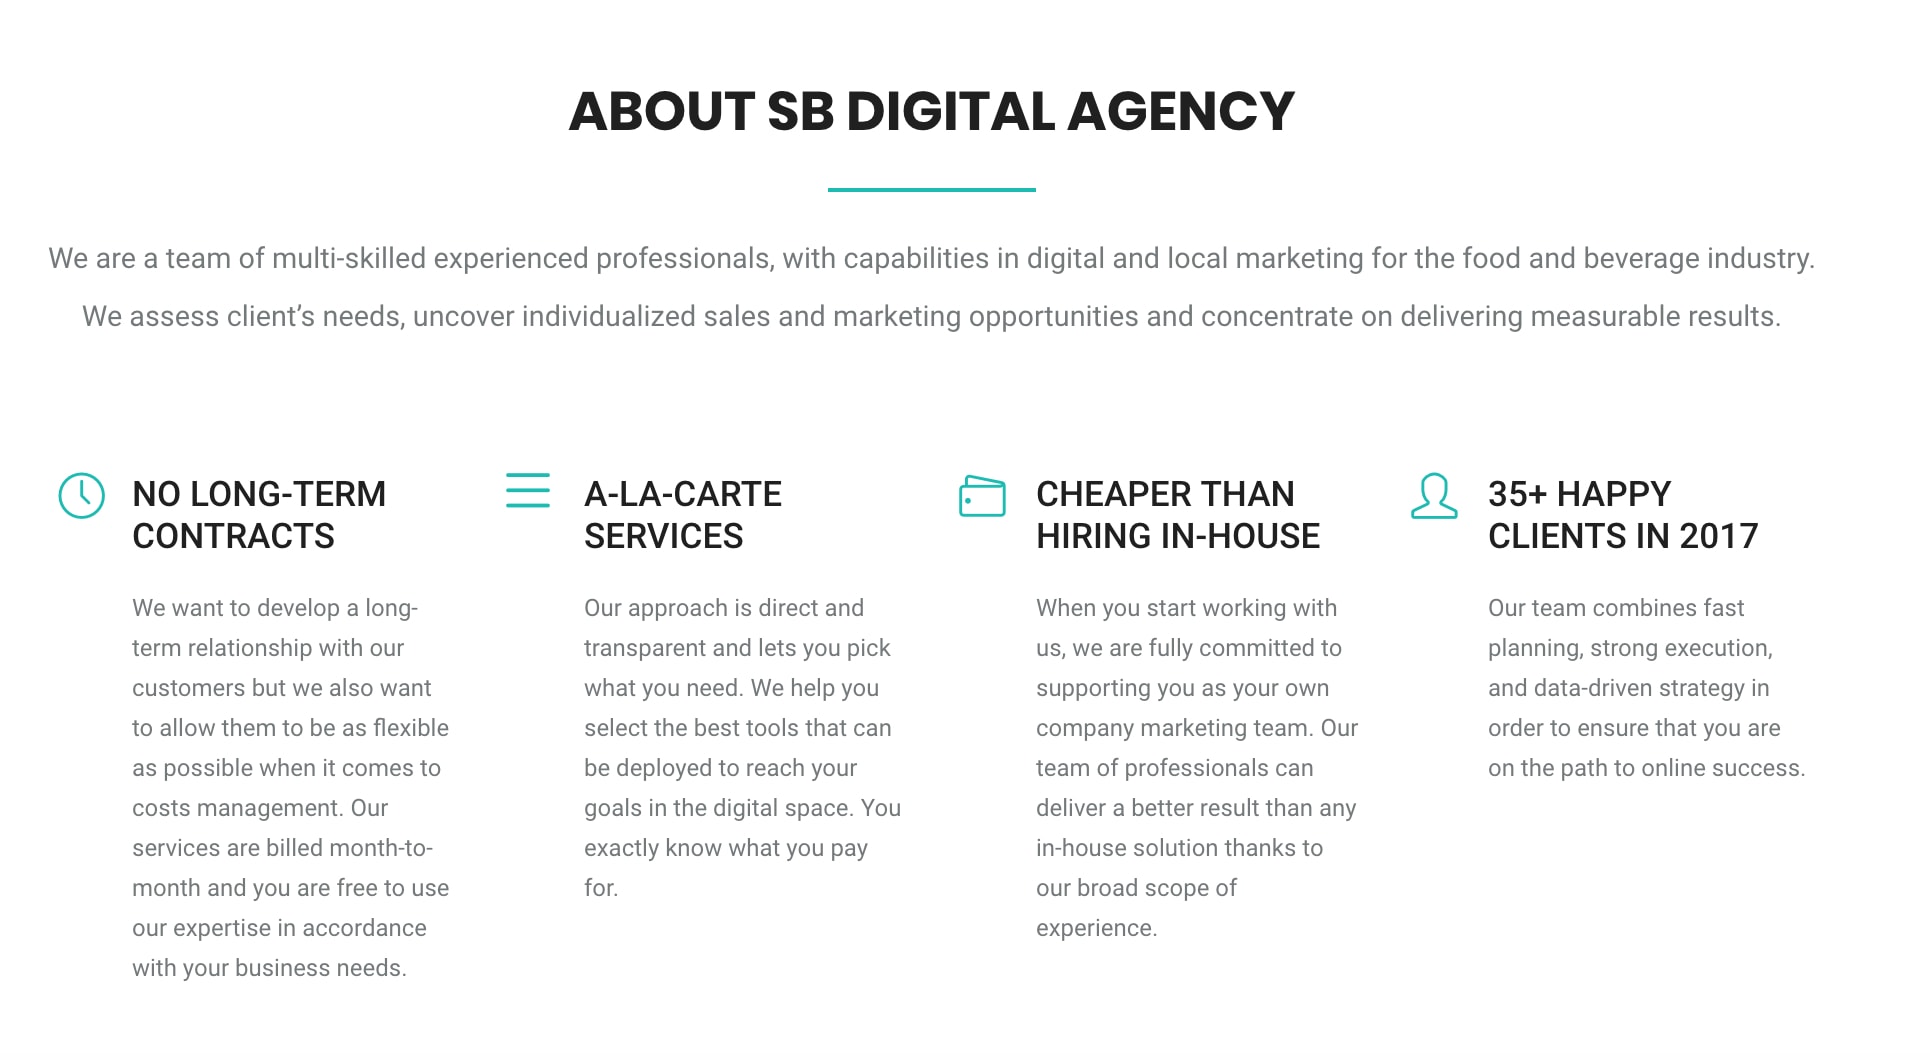 ABOUT SB DIGITAL AGENCY
We are a team of multi-skilled experienced professionals, with capabilities in digital and local marketing for the food and beverage industry.
We assess client’s needs, uncover individualized sales and marketing opportunities and concentrate on delivering measurable results.
NO LONG-TERM
CONTRACTS
We want to develop a long-
term relationship with our
customers but we also want
to allow them to be as flexible
as possible when it comes to
costs management. Our
services are billed month-to-
month and you are free to use
our expertise in accordance
with your business needs.
A-LA-CARTE
SERVICES
Our approach is direct and
transparent and lets you pick
what you need. We help you
select the best tools that can
be deployed to reach your
goals in the digital space. You
exactly know what you pay
for.
CHEAPER THAN
HIRING IN-HOUSE
When you start working with
us, we are fully committed to
supporting you as your own
company marketing team. Our
team of professionals can
deliver a better result than any
in-house solution thanks to
our broad scope of
experience.
35+ HAPPY
CLIENTS IN 2017
Our team combines fast
planning, strong execution,
and data-driven strategy in
order to ensure that you are
on the path to online success.